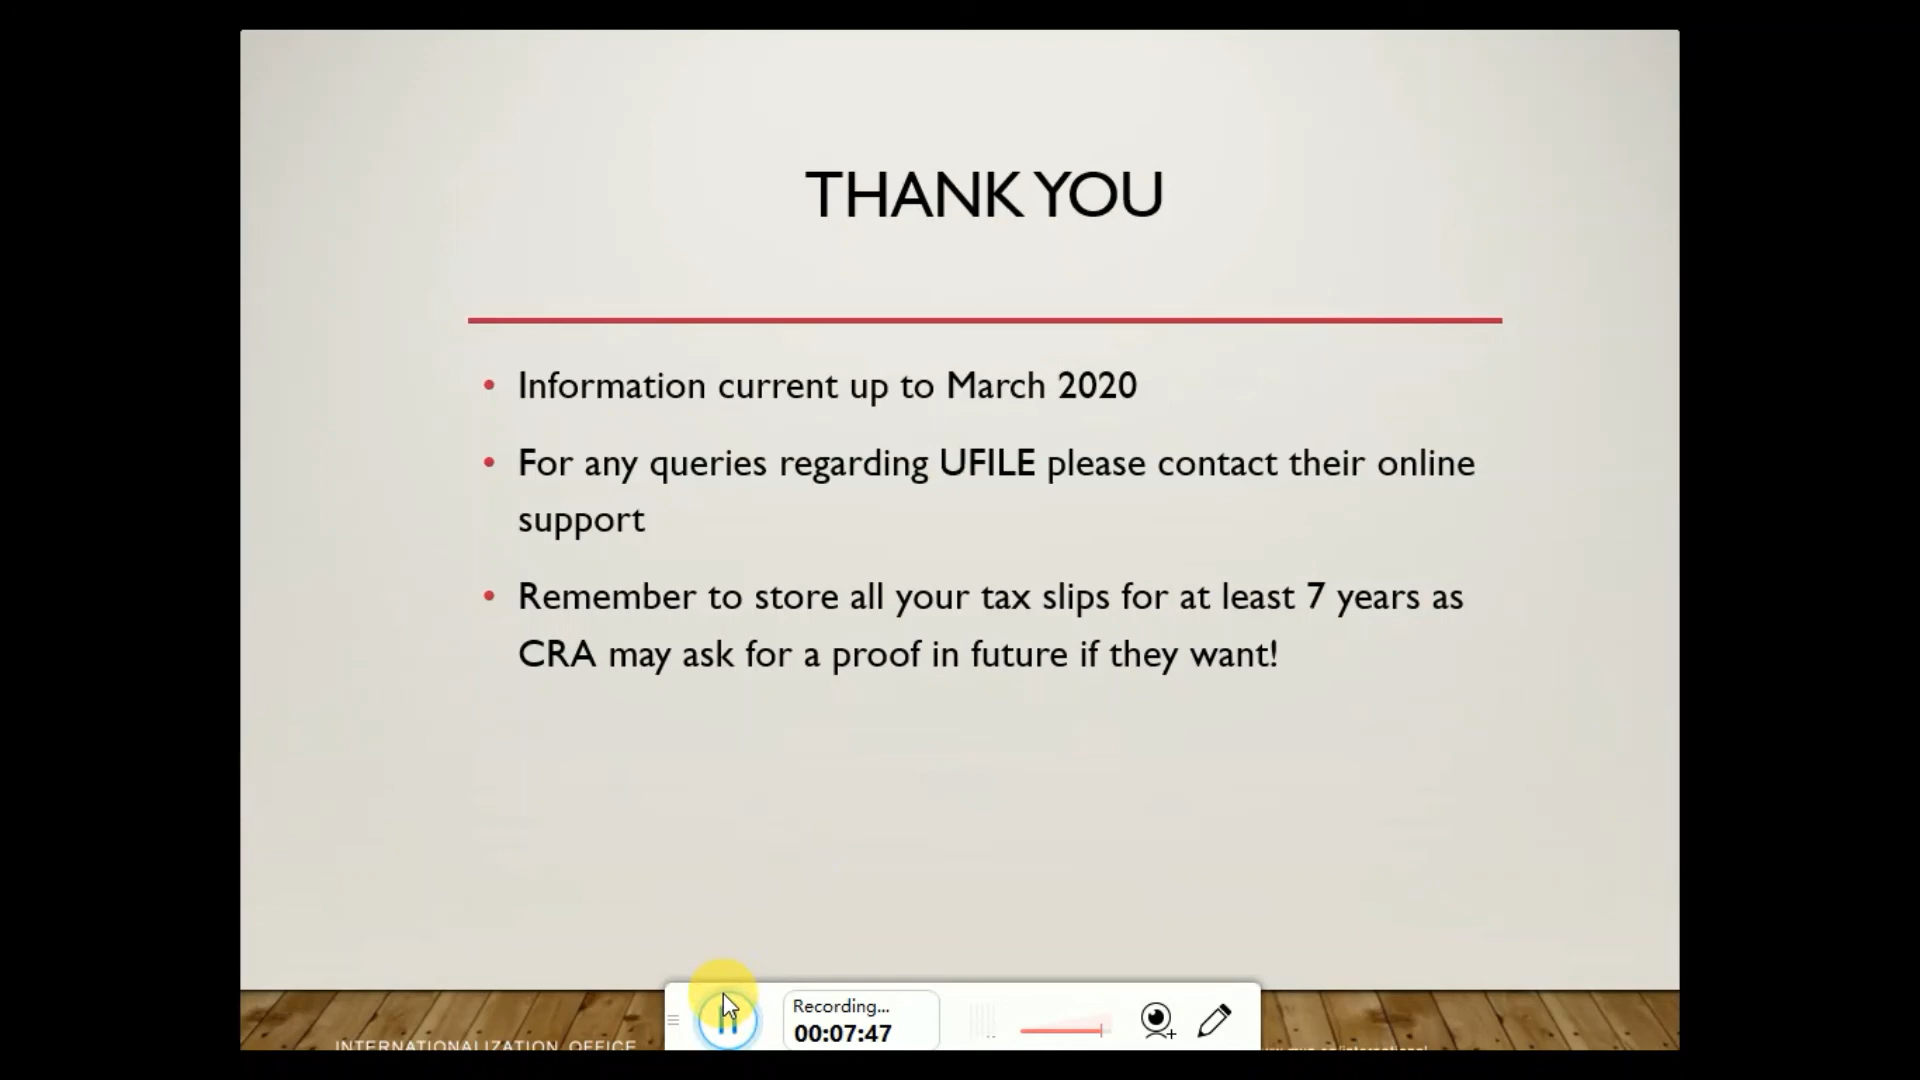 THANK YOU
• Information current up to March 2020
• For any queries regarding UFILE please contact their online
support
• Remember to store all your tax slips for at least 7 years as
CRA may ask for a proof in future if they want!
Recording...
00:07:47
INTERNATIONALIZATION OFFICE